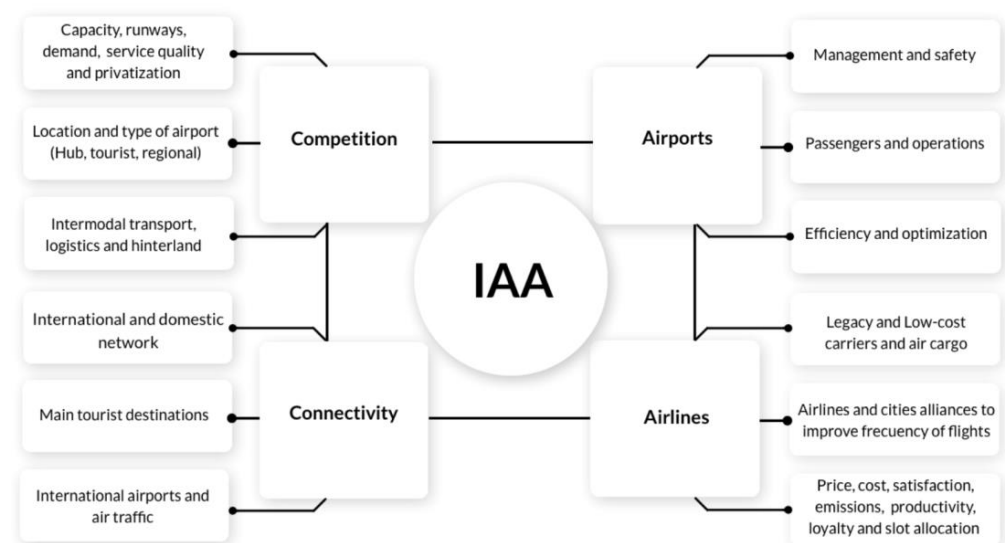 Capacity, runways,
demand, service quality
and privatization
Location and type of airport
(Hub, tourist, regional)
Intermodal transport,
logistics and hinterland
International and domestic
network
Main tourist destinations
International airports and
air traffic
Competition
Connectivity
IAA
Airports
Airlines
Management and safety
Passengers and operations
Efficiency and optimization
Legacy and Low-cost
carriers and air cargo
Airlines and cities alliances to
improve frecuency of flights
Price, cost, satisfaction,
emissions, productivity,
loyalty and slot allocation